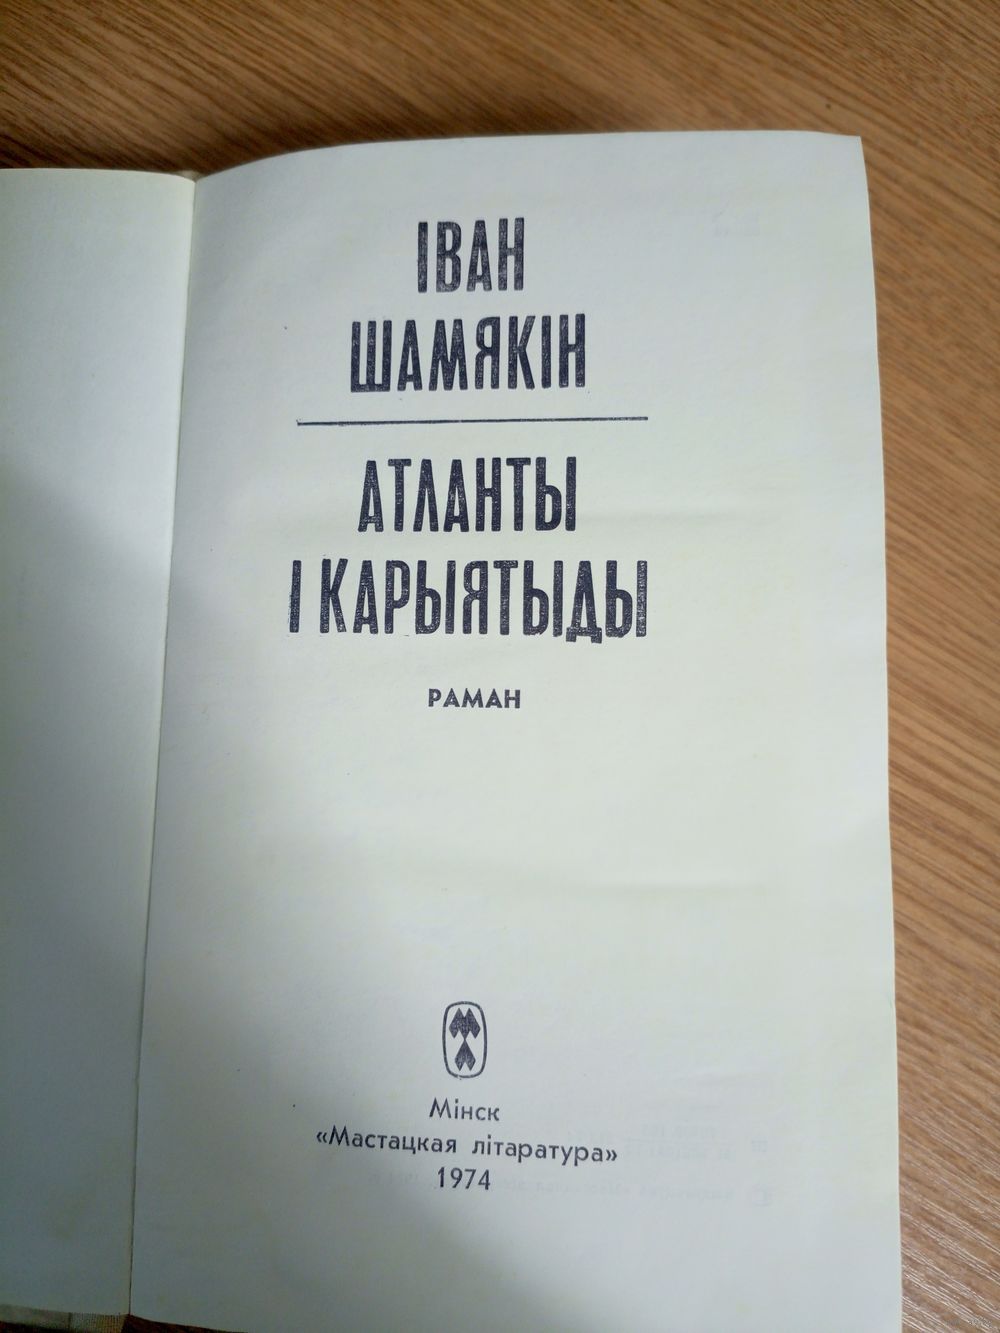 ІВАН
ШАМЯКІН
АТЛАНТЫ
І КАРЫЯТЫДЫ
РАМАН
Мінск
«Мастацкая літаратура»
1974